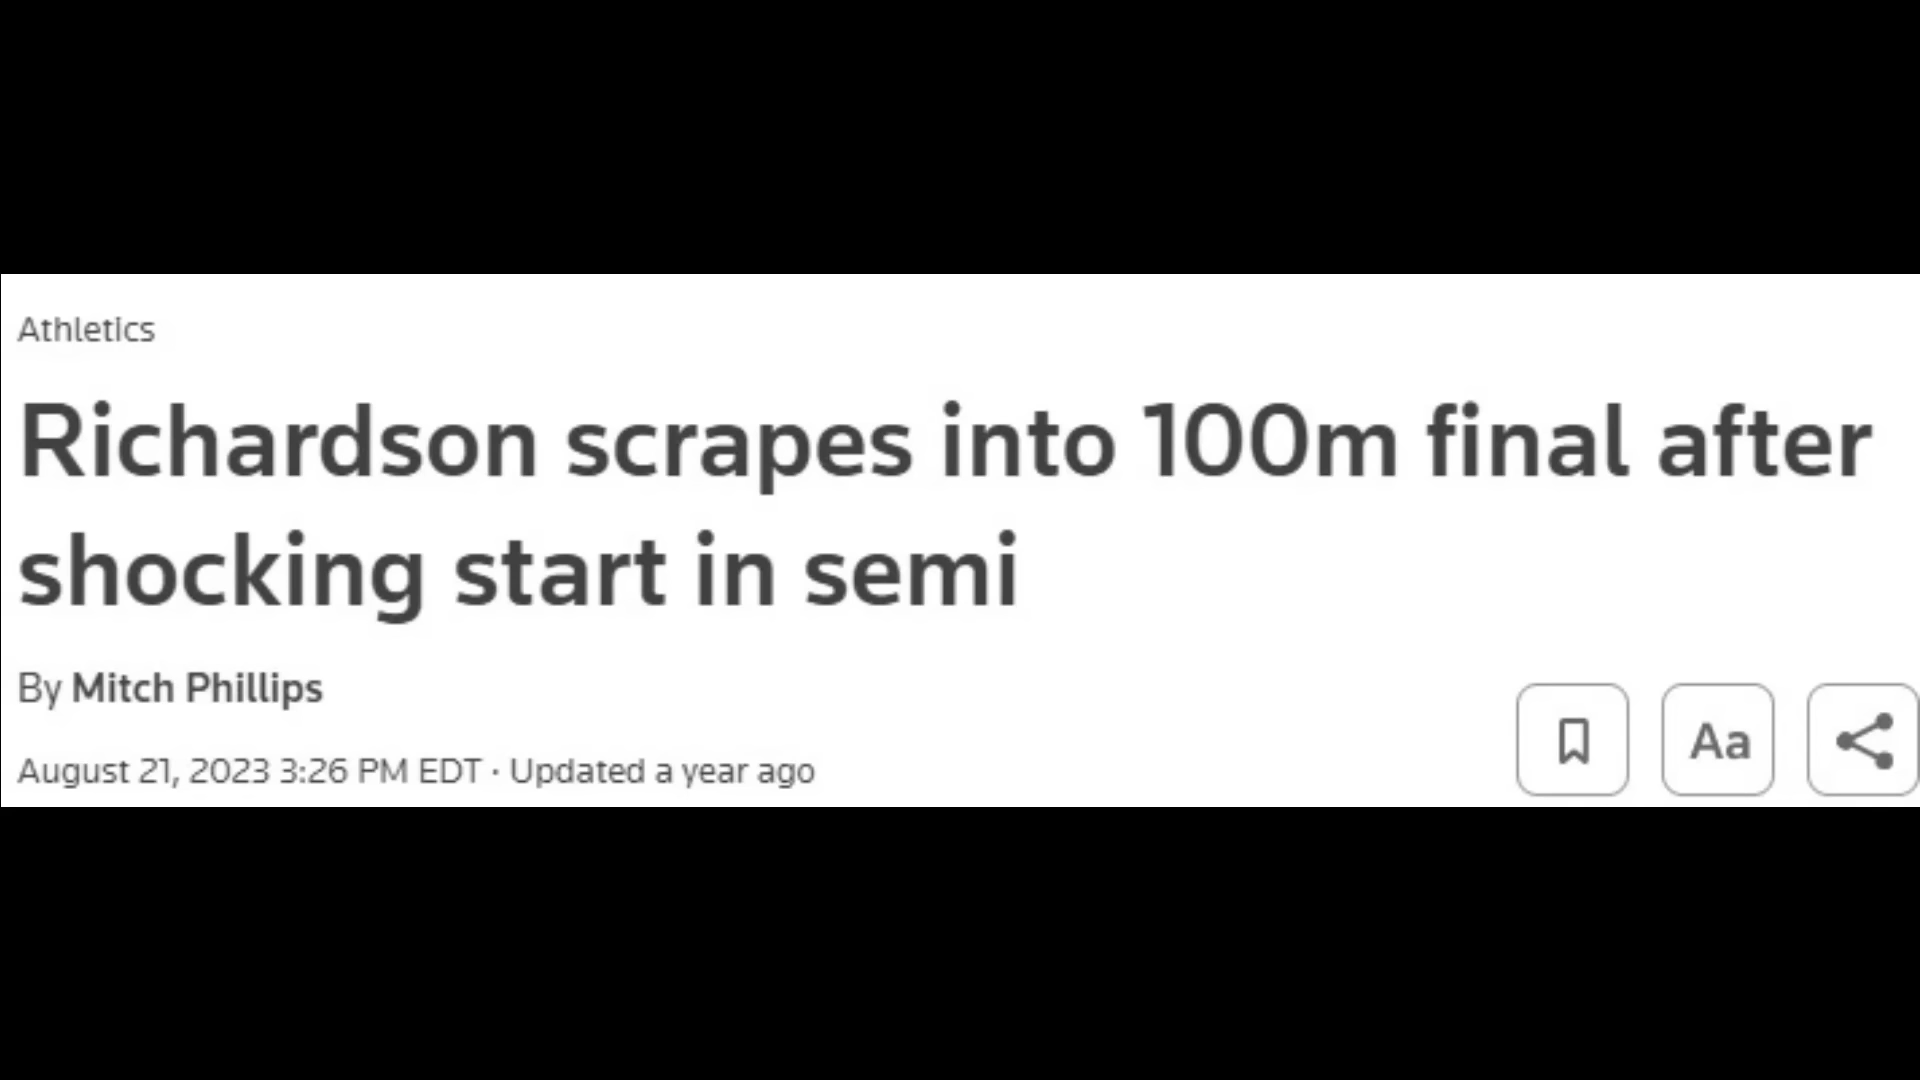 Athletics
Richardson scrapes into 100m final after
shocking start in semi
By Mitch Phillips
August 21, 2023 3:26 PM EDT · Updated a year ago
Aa